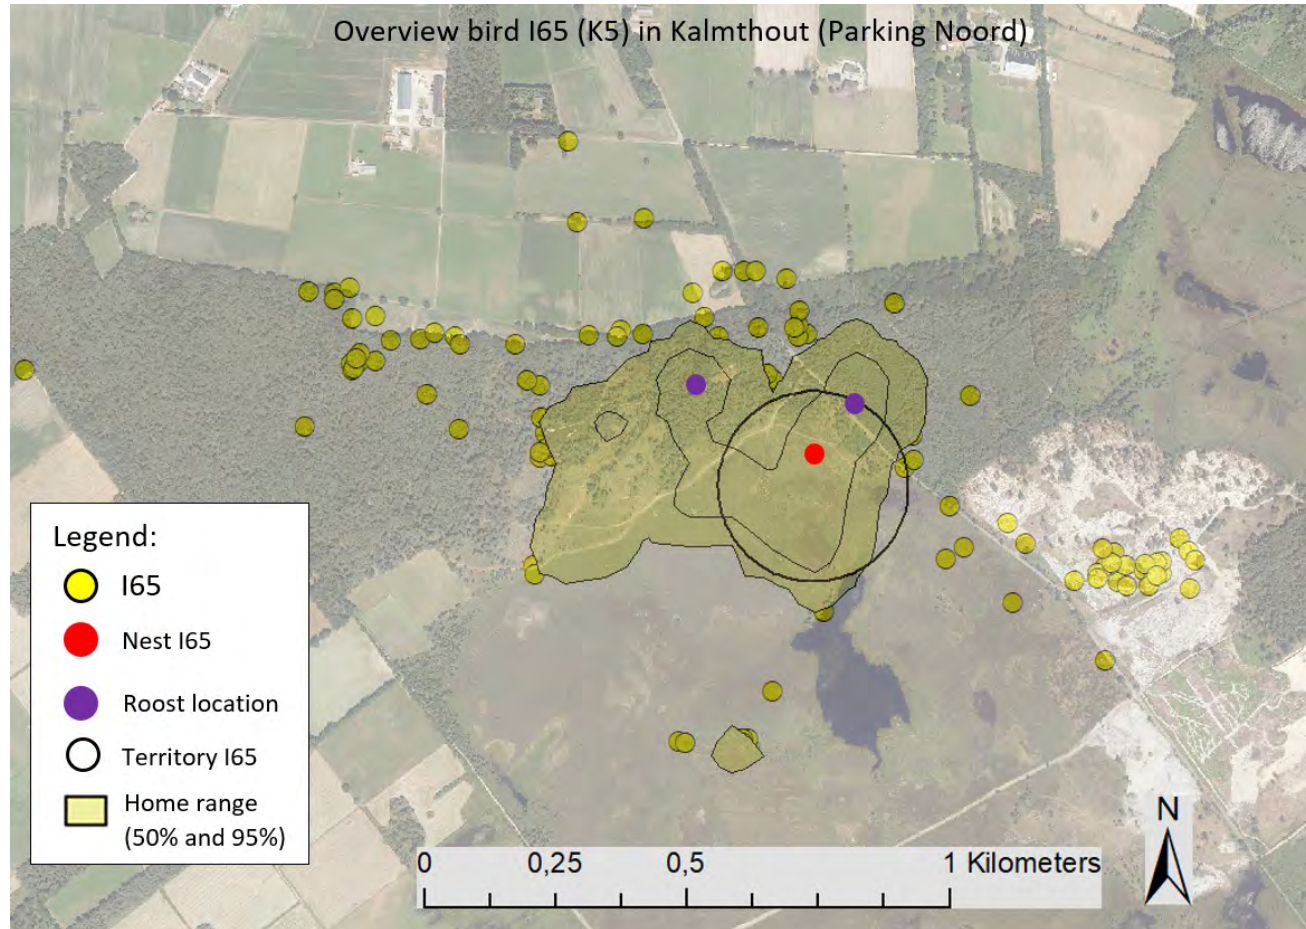 Overview bird I65 (K5) in Kalmthout (Parking Noord)
Legend:
I65
Nest I65
Roost location
Territory I65
Home range
(50% and 95%)
0 0,25 0,5 1 Kilometers
N